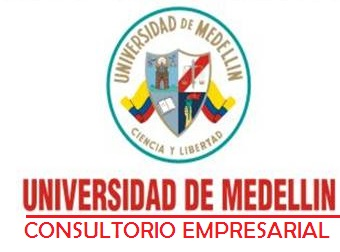 UNIVERSIDAD DE MEDELLIN
CIENCIA Y LIBERTAD
UNIVERSIDAD DE MEDELLIN
CONSULTORIO EMPRESARIAL